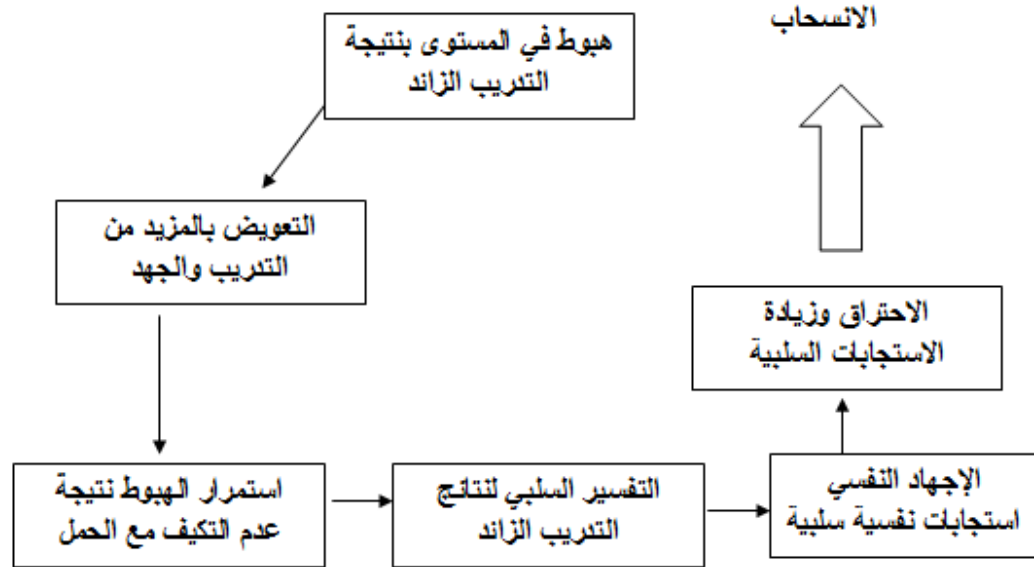 هبوط في المستوى بنتيجة
التدريب الزائد
التعويض بالمزيد من
التدريب والجهد
استمرار الهبوط نتيجة
عدم التكيف مع الحمل
التفسير السلبي لنتائج
التدريب الزائد
الإجهاد النفسي
استجابات نفسية سلبية
الاحتراق وزيادة
الاستجابات السلبية
الانسحاب